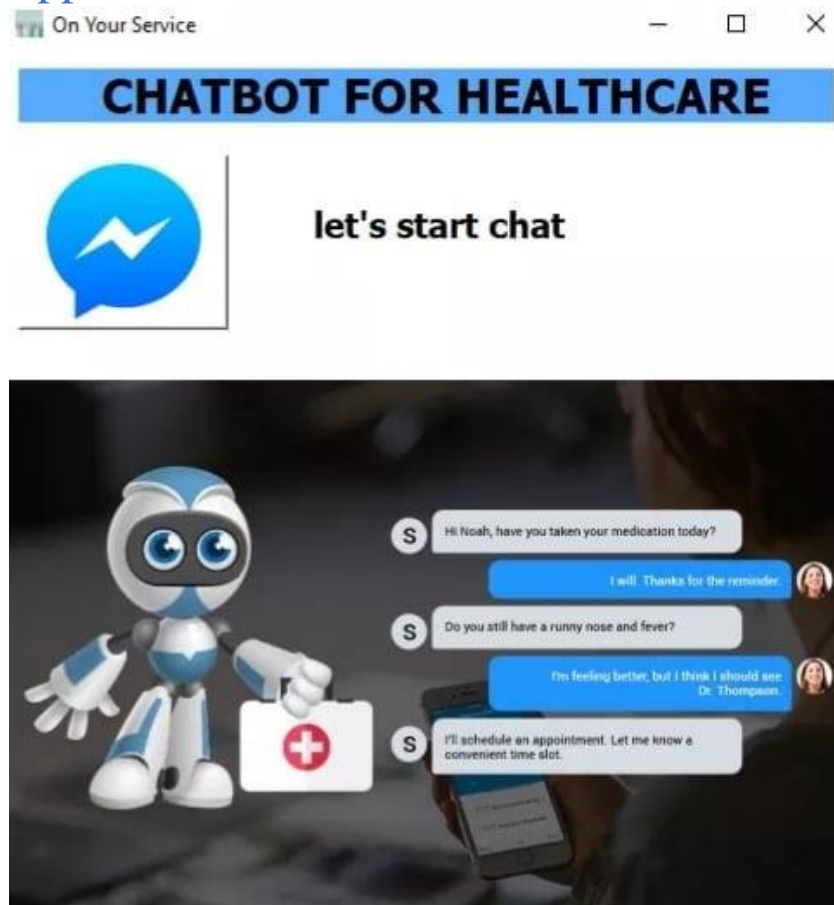 On Your Service
CHATBOT FOR HEALTHCARE
let's start chat
S
Hi Noah, have you taken your medication today?
I will. Thanks for the reminder.
S
Do you still have a runny nose and fever?
I'm feeling better, but I think I should see
Dr. Thompson.
S
I'll schedule an appointment. Let me know a
convenient time slot.